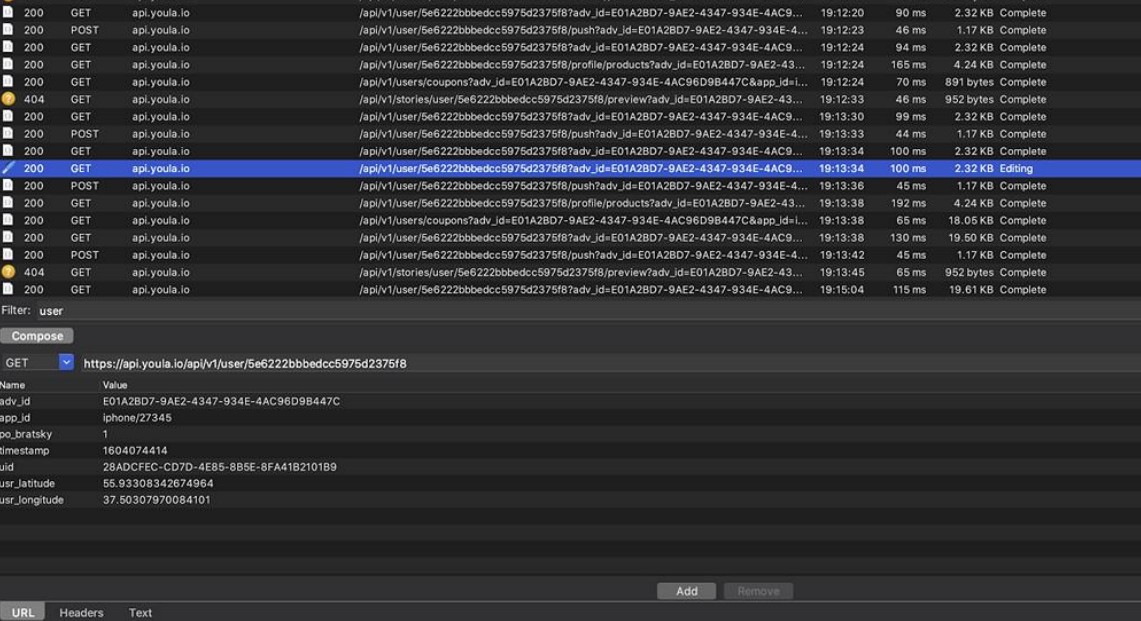 200 GET api.youla.io /api/v1/user/5e6222bbbedcc5975d2375f8?adv_id=E01A2BD7-9AE2-4347-934E-4AC9... 19:12:20 90 ms 2.32 KB Complete
200 POST api.youla.io /api/v1/user/5e6222bbbedcc5975d2375f8/push?adv_id=E01A2BD7-9AE2-4347-934E-4... 19:12:23 46 ms 1.17 KB Complete
200 GET api.youla.io /api/v1/user/5e6222bbbedcc5975d2375f8?adv_id=E01A2BD7-9AE2-4347-934E-4AC9... 19:12:24 94 ms 2.32 KB Complete
200 GET api.youla.io /api/v1/user/5e6222bbbedcc5975d2375f8/profile/products?adv_id=E01A2BD7-9AE2-43... 19:12:24 165 ms 4.24 KB Complete
200 GET api.youla.io /api/v1/users/coupons?adv_id=E01A2BD7-9AE2-4347-934E-4AC96D9B447C&app_id=i... 19:12:24 70 ms 891 bytes Complete
404 GET api.youla.io /api/v1/stories/user/5e6222bbbedcc5975d2375f8/preview?adv_id=E01A2BD7-9AE2-43... 19:12:33 46 ms 952 bytes Complete
200 GET api.youla.io /api/v1/user/5e6222bbbedcc5975d2375f8?adv_id=E01A2BD7-9AE2-4347-934E-4AC9... 19:13:30 99 ms 2.32 KB Complete
200 POST api.youla.io /api/v1/user/5e6222bbbedcc5975d2375f8/push?adv_id=E01A2BD7-9AE2-4347-934E-4... 19:13:33 44 ms 1.17 KB Complete
200 GET api.youla.io /api/v1/user/5e6222bbbedcc5975d2375f8?adv_id=E01A2BD7-9AE2-4347-934E-4AC9... 19:13:34 100 ms 2.32 KB Complete
200 GET api.youla.io /api/v1/user/5e6222bbbedcc5975d2375f8?adv_id=E01A2BD7-9AE2-4347-934E-4AC9... 19:13:34 100 ms 2.32 KB Editing
200 POST api.youla.io /api/v1/user/5e6222bbbedcc5975d2375f8/push?adv_id=E01A2BD7-9AE2-4347-934E-4... 19:13:36 45 ms 1.17 KB Complete
200 GET api.youla.io /api/v1/user/5e6222bbbedcc5975d2375f8/profile/products?adv_id=E01A2BD7-9AE2-43... 19:13:38 192 ms 4.24 KB Complete
200 GET api.youla.io /api/v1/users/coupons?adv_id=E01A2BD7-9AE2-4347-934E-4AC96D9B447C&app_id=i... 19:13:38 65 ms 18.05 KB Complete
200 GET api.youla.io /api/v1/user/5e6222bbbedcc5975d2375f8?adv_id=E01A2BD7-9AE2-4347-934E-4AC9... 19:13:38 130 ms 19.50 KB Complete
200 POST api.youla.io /api/v1/user/5e6222bbbedcc5975d2375f8/push?adv_id=E01A2BD7-9AE2-4347-934E-4... 19:13:42 45 ms 1.17 KB Complete
404 GET api.youla.io /api/v1/stories/user/5e6222bbbedcc5975d2375f8/preview?adv_id=E01A2BD7-9AE2-43... 19:13:45 65 ms 952 bytes Complete
200 GET api.youla.io /api/v1/user/5e6222bbbedcc5975d2375f8?adv_id=E01A2BD7-9AE2-4347-934E-4AC9... 19:15:04 115 ms 19.61 KB Complete
Filter: user
Compose
GET https://api.youla.io/api/v1/user/5e6222bbbedcc5975d2375f8
Name Value
adv_id E01A2BD7-9AE2-4347-934E-4AC96D9B447C
app_id iphone/27345
po_bratsky 1
timestamp 1604074414
uid 28ADCFEC-CD7D-4E85-8B5E-8FA41B2101B9
usr_latitude 55.93308342674964
usr_longitude 37.50307970084101
Add Remove
URL Headers Text